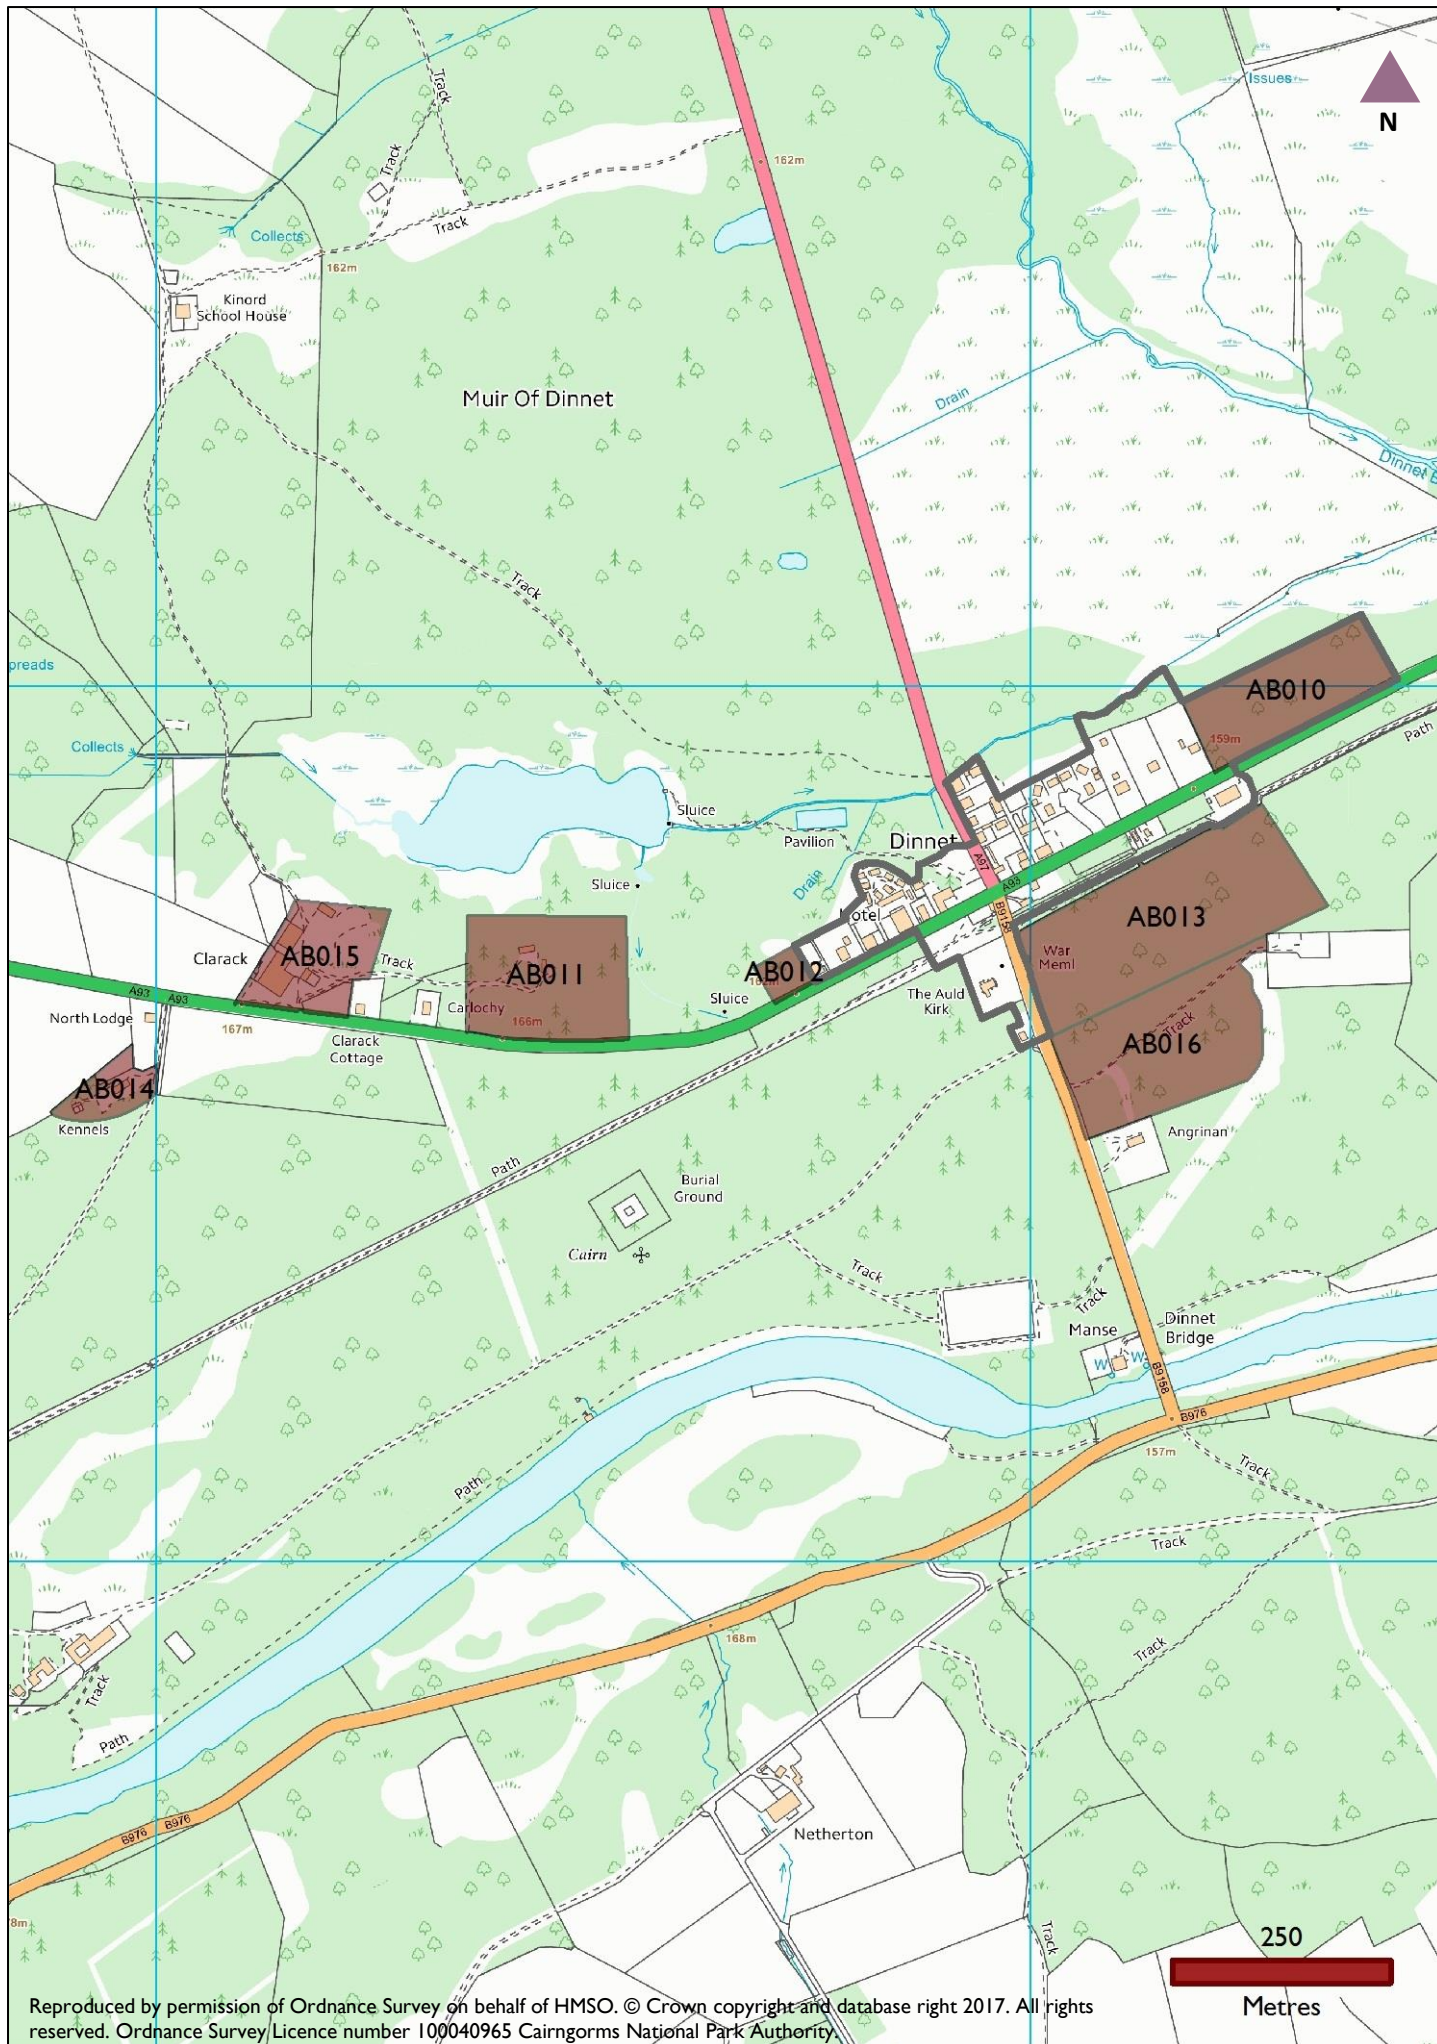 Track
Issues
N
Track
162m
Track
Collects
162m
Kinord
School House
Muir Of Dinnet
Drain
Dinnet B
Track
preads
AB010
159m
Path
Collects
Sluice
Pavilion
Dinnet
A97
Drain
Sluice
Hotel
A93
B9158
AB013
War
Meml
Clarack
AB015
Track
AB011
AB012
Sluice
The Auld
Kirk
A93
A93
North Lodge
167m
Carlochy
166m
Clarack
Cottage
Track
AB016
AB014
Kennels
Angrinan
Path
Burial
Ground
Cairn
Track
Track
Manse
Dinnet
Bridge
W
W
B9158
B976
157m
Track
Path
Track
168m
Track
Track
Path
B976
B976
Netherton
8m
Track
250
Metres
Reproduced by permission of Ordnance Survey on behalf of HMSO. © Crown copyright and database right 2017. All rights
reserved. Ordnance Survey Licence number 100040965 Cairngorms National Park Authority.